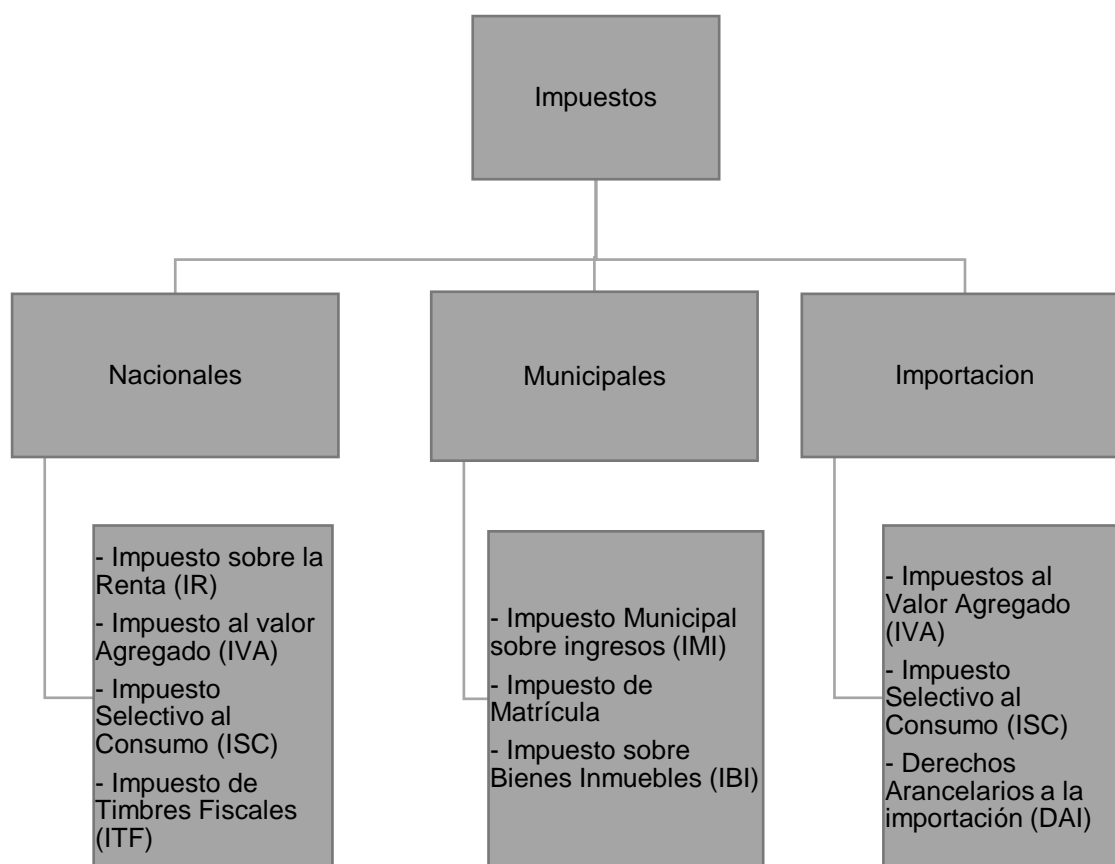 Impuestos
Nacionales
Municipales
Importacion
- Impuesto sobre la
Renta (IR)
- Impuesto al valor
Agregado (IVA)
- Impuesto
Selectivo al
Consumo (ISC)
- Impuesto de
Timbres Fiscales
(ITF)
- Impuesto Municipal
sobre ingresos (IMI)
- Impuesto de
Matrícula
- Impuesto sobre
Bienes Inmuebles (IBI)
- Impuestos al
Valor Agregado
(IVA)
- Impuesto
Selectivo al
Consumo (ISC)
- Derechos
Arancelarios a la
importación (DAI)